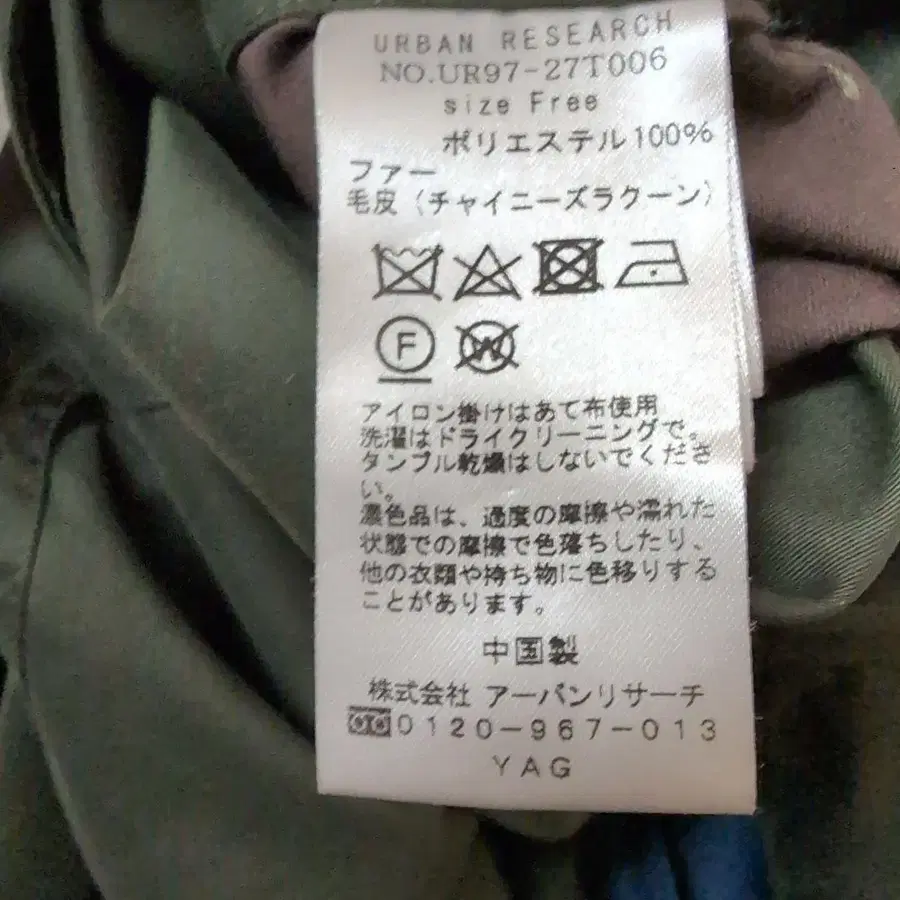 URBAN RESEARCH
NO.UR97-27T006
size Free
ポリエステル100%
ファー
毛皮（チャイニーズラクーン）
F W
アイロン掛けはあて布使用
洗濯はドライクリーニングで。
タンブル乾燥はしないでくださ
い。
濃色品は、過度の摩擦や濡れた
状態での摩擦で色落ちしたり、
他の衣類や持ち物に色移りする
ことがあります。
中国製
株式会社 アーバンリサーチ
0120-967-013
YAG